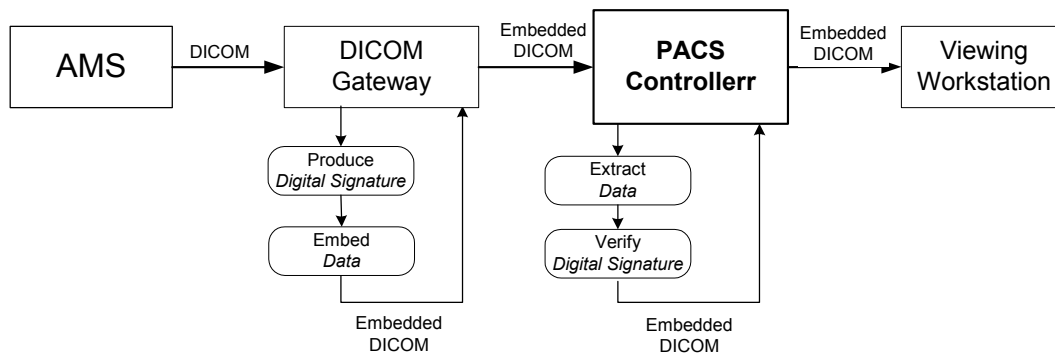 AMS
DICOM
DICOM
Gateway
Embedded
DICOM
PACS
Controllerr
Embedded
DICOM
Viewing
Workstation
Produce
Digital Signature
Embed
Data
Embedded
DICOM
Extract
Data
Verify
Digital Signature
Embedded
DICOM